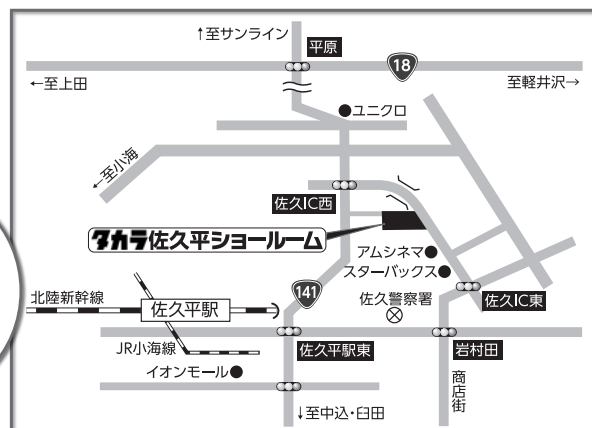 ↑至サンライン
平原
18
←至上田
至軽井沢→
●ユニクロ
←至小海
佐久IC西
タカラ佐久平ショールーム
アムシネマ●
スターバックス●
141
佐久IC東
北陸新幹線
佐久平駅
佐久警察署
JR小海線
佐久平駅東
岩村田
イオンモール●
商店街
↓至中込・臼田